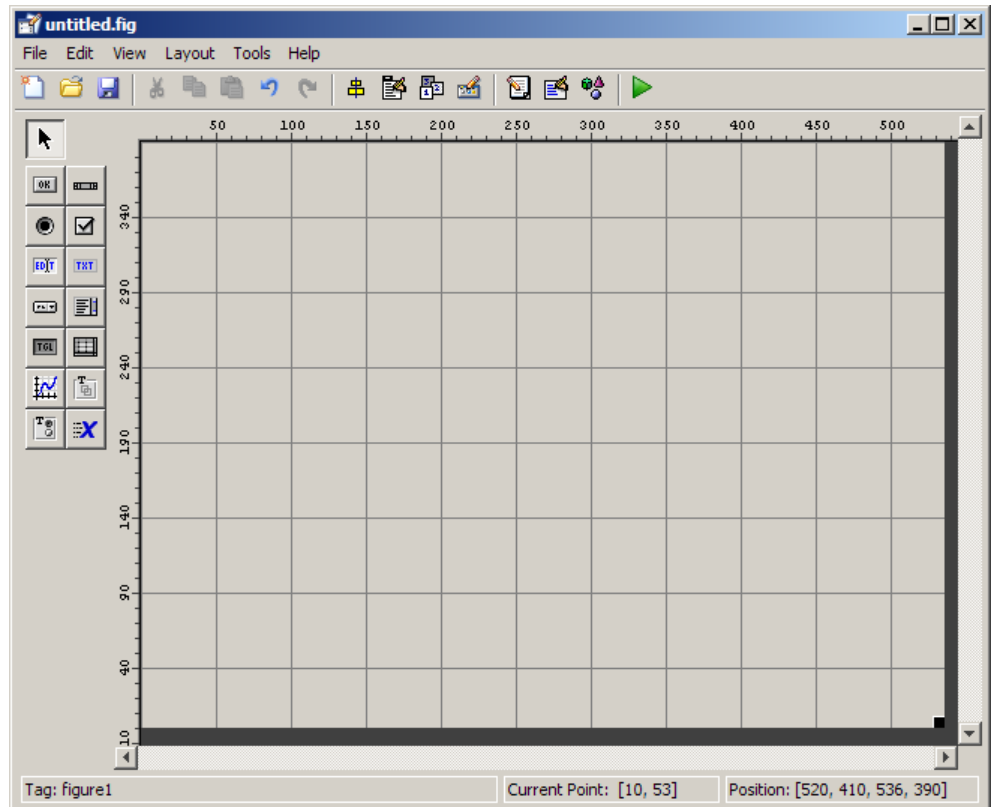 untitled.fig
File Edit View Layout Tools Help
50 100 150 200 250 300 350 400 450 500
OK
340
EDIT TXT
290
TGL
240
T
T X
190
140
90
40
10
Tag: figure1 Current Point: [10, 53] Position: [520, 410, 536, 390]